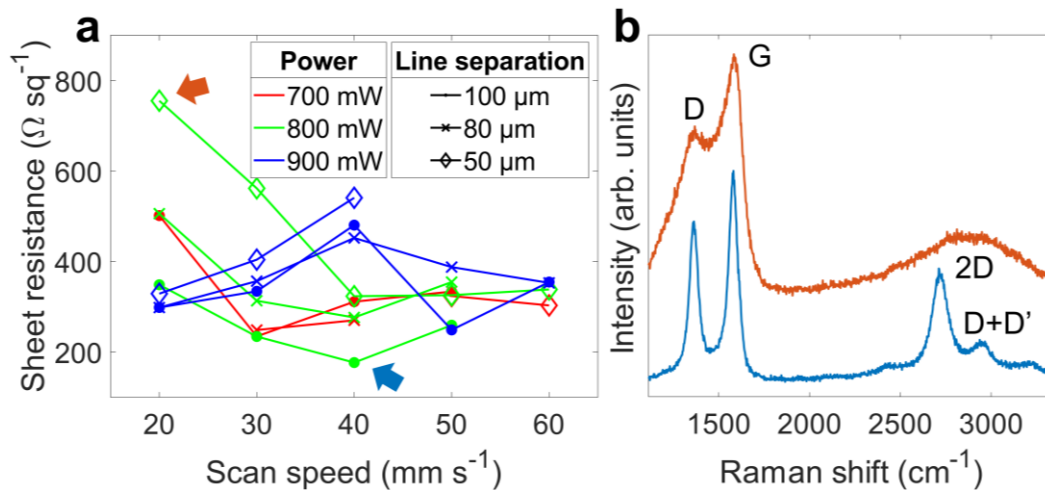 a
Sheet resistance (Ω sq⁻¹)
800
600
400
200
20 30 40 50 60
Scan speed (mm s⁻¹)
Power
700 mW
800 mW
900 mW
Line separation
100 μm
80 μm
50 μm
b
Intensity (arb. units)
D
G
2D
D+D'
1500 2000 2500 3000
Raman shift (cm⁻¹)